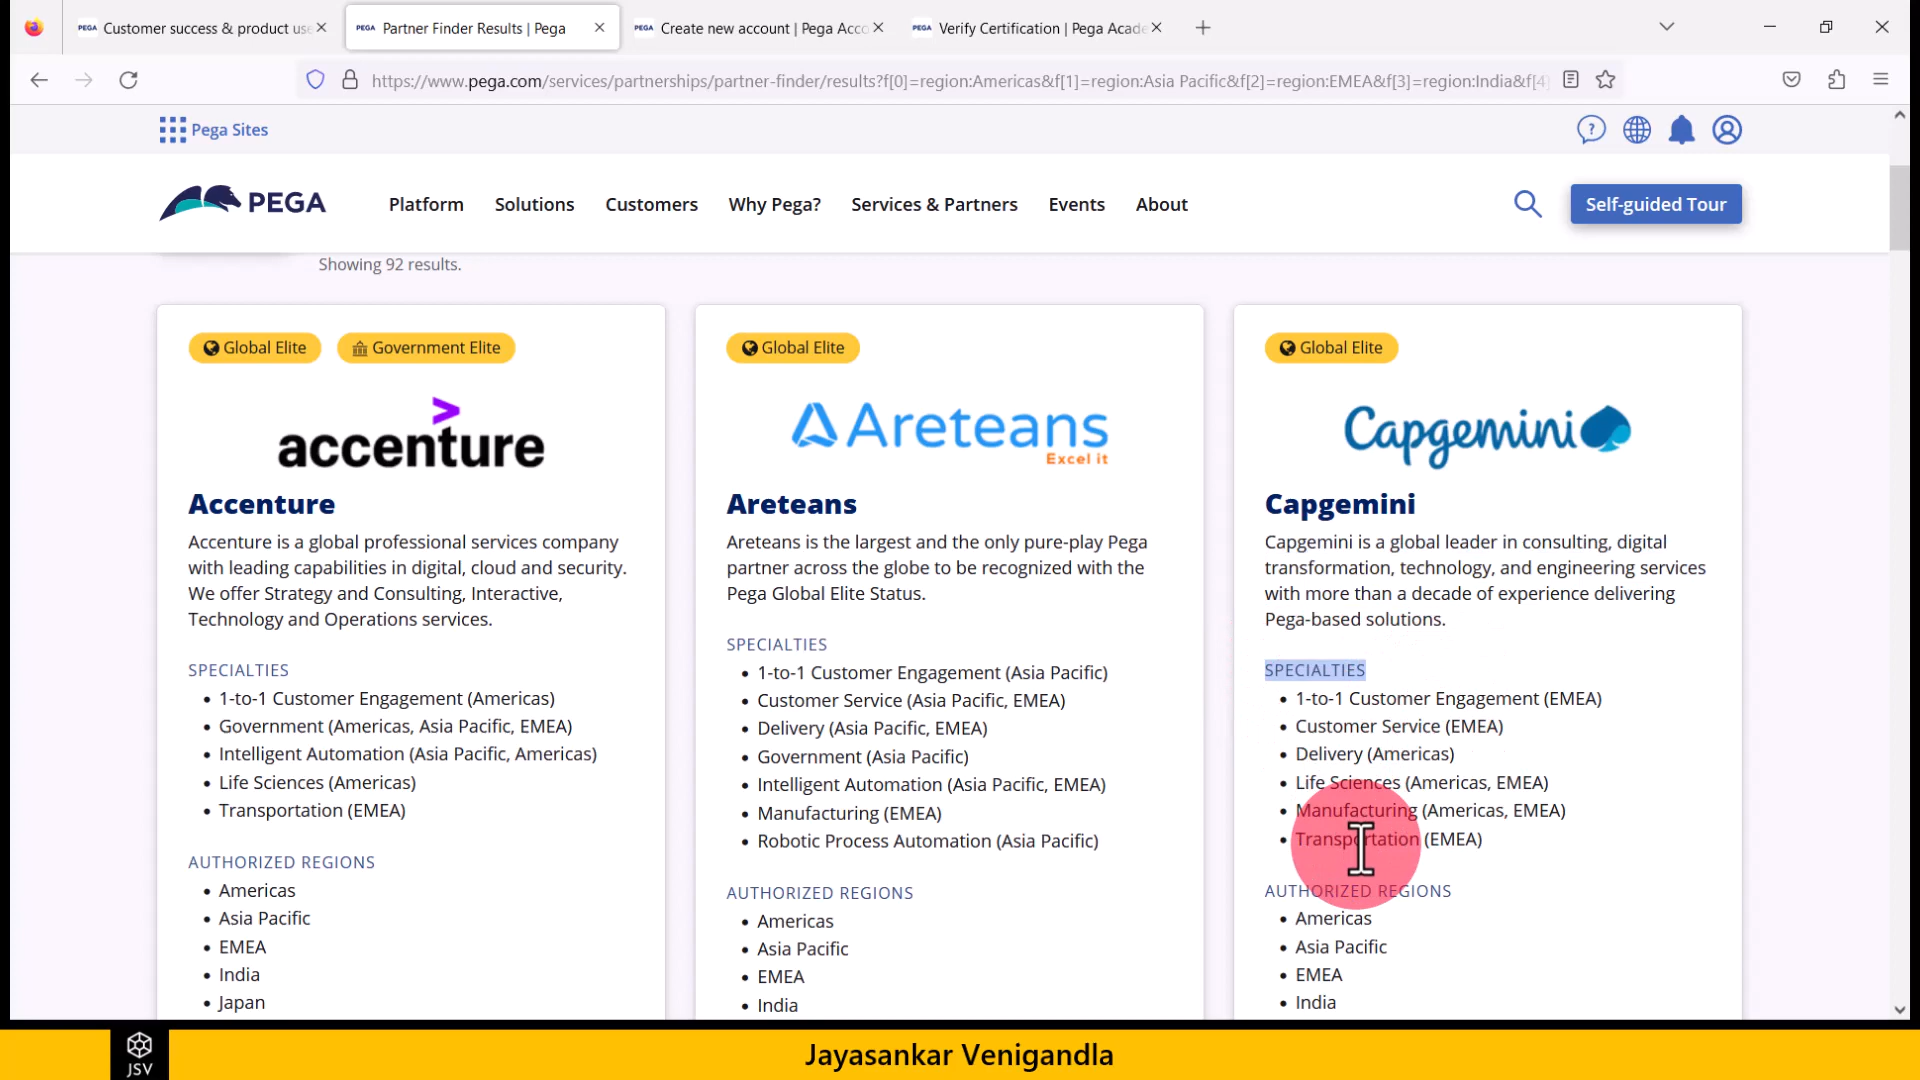 PEGA Customer success & product use
PEGA Partner Finder Results | Pega
PEGA Create new account | Pega Acco
PEGA Verify Certification | Pega Acade
https://www.pega.com/services/partnerships/partner-finder/results?f[0]=region:Americas&f[1]=region:Asia Pacific&f[2]=region:EMEA&f[3]=region:India&f[4]
Pega Sites
PEGA
Platform
Solutions
Customers
Why Pega?
Services & Partners
Events
About
Self-guided Tour
Showing 92 results.
Global Elite
Government Elite
accenture
Accenture
Accenture is a global professional services company
with leading capabilities in digital, cloud and security.
We offer Strategy and Consulting, Interactive,
Technology and Operations services.
SPECIALTIES
1-to-1 Customer Engagement (Americas)
Government (Americas, Asia Pacific, EMEA)
Intelligent Automation (Asia Pacific, Americas)
Life Sciences (Americas)
Transportation (EMEA)
AUTHORIZED REGIONS
Americas
Asia Pacific
EMEA
India
Japan
Global Elite
Areteans
Excel it
Areteans
Areteans is the largest and the only pure-play Pega
partner across the globe to be recognized with the
Pega Global Elite Status.
SPECIALTIES
1-to-1 Customer Engagement (Asia Pacific)
Customer Service (Asia Pacific, EMEA)
Delivery (Asia Pacific, EMEA)
Government (Asia Pacific)
Intelligent Automation (Asia Pacific, EMEA)
Manufacturing (EMEA)
Robotic Process Automation (Asia Pacific)
AUTHORIZED REGIONS
Americas
Asia Pacific
EMEA
India
Global Elite
Capgemini
Capgemini
Capgemini is a global leader in consulting, digital
transformation, technology, and engineering services
with more than a decade of experience delivering
Pega-based solutions.
SPECIALTIES
1-to-1 Customer Engagement (EMEA)
Customer Service (EMEA)
Delivery (Americas)
Life Sciences (Americas, EMEA)
Manufacturing (Americas, EMEA)
Transportation (EMEA)
AUTHORIZED REGIONS
Americas
Asia Pacific
EMEA
India
JSV
Jayasankar Venigandla